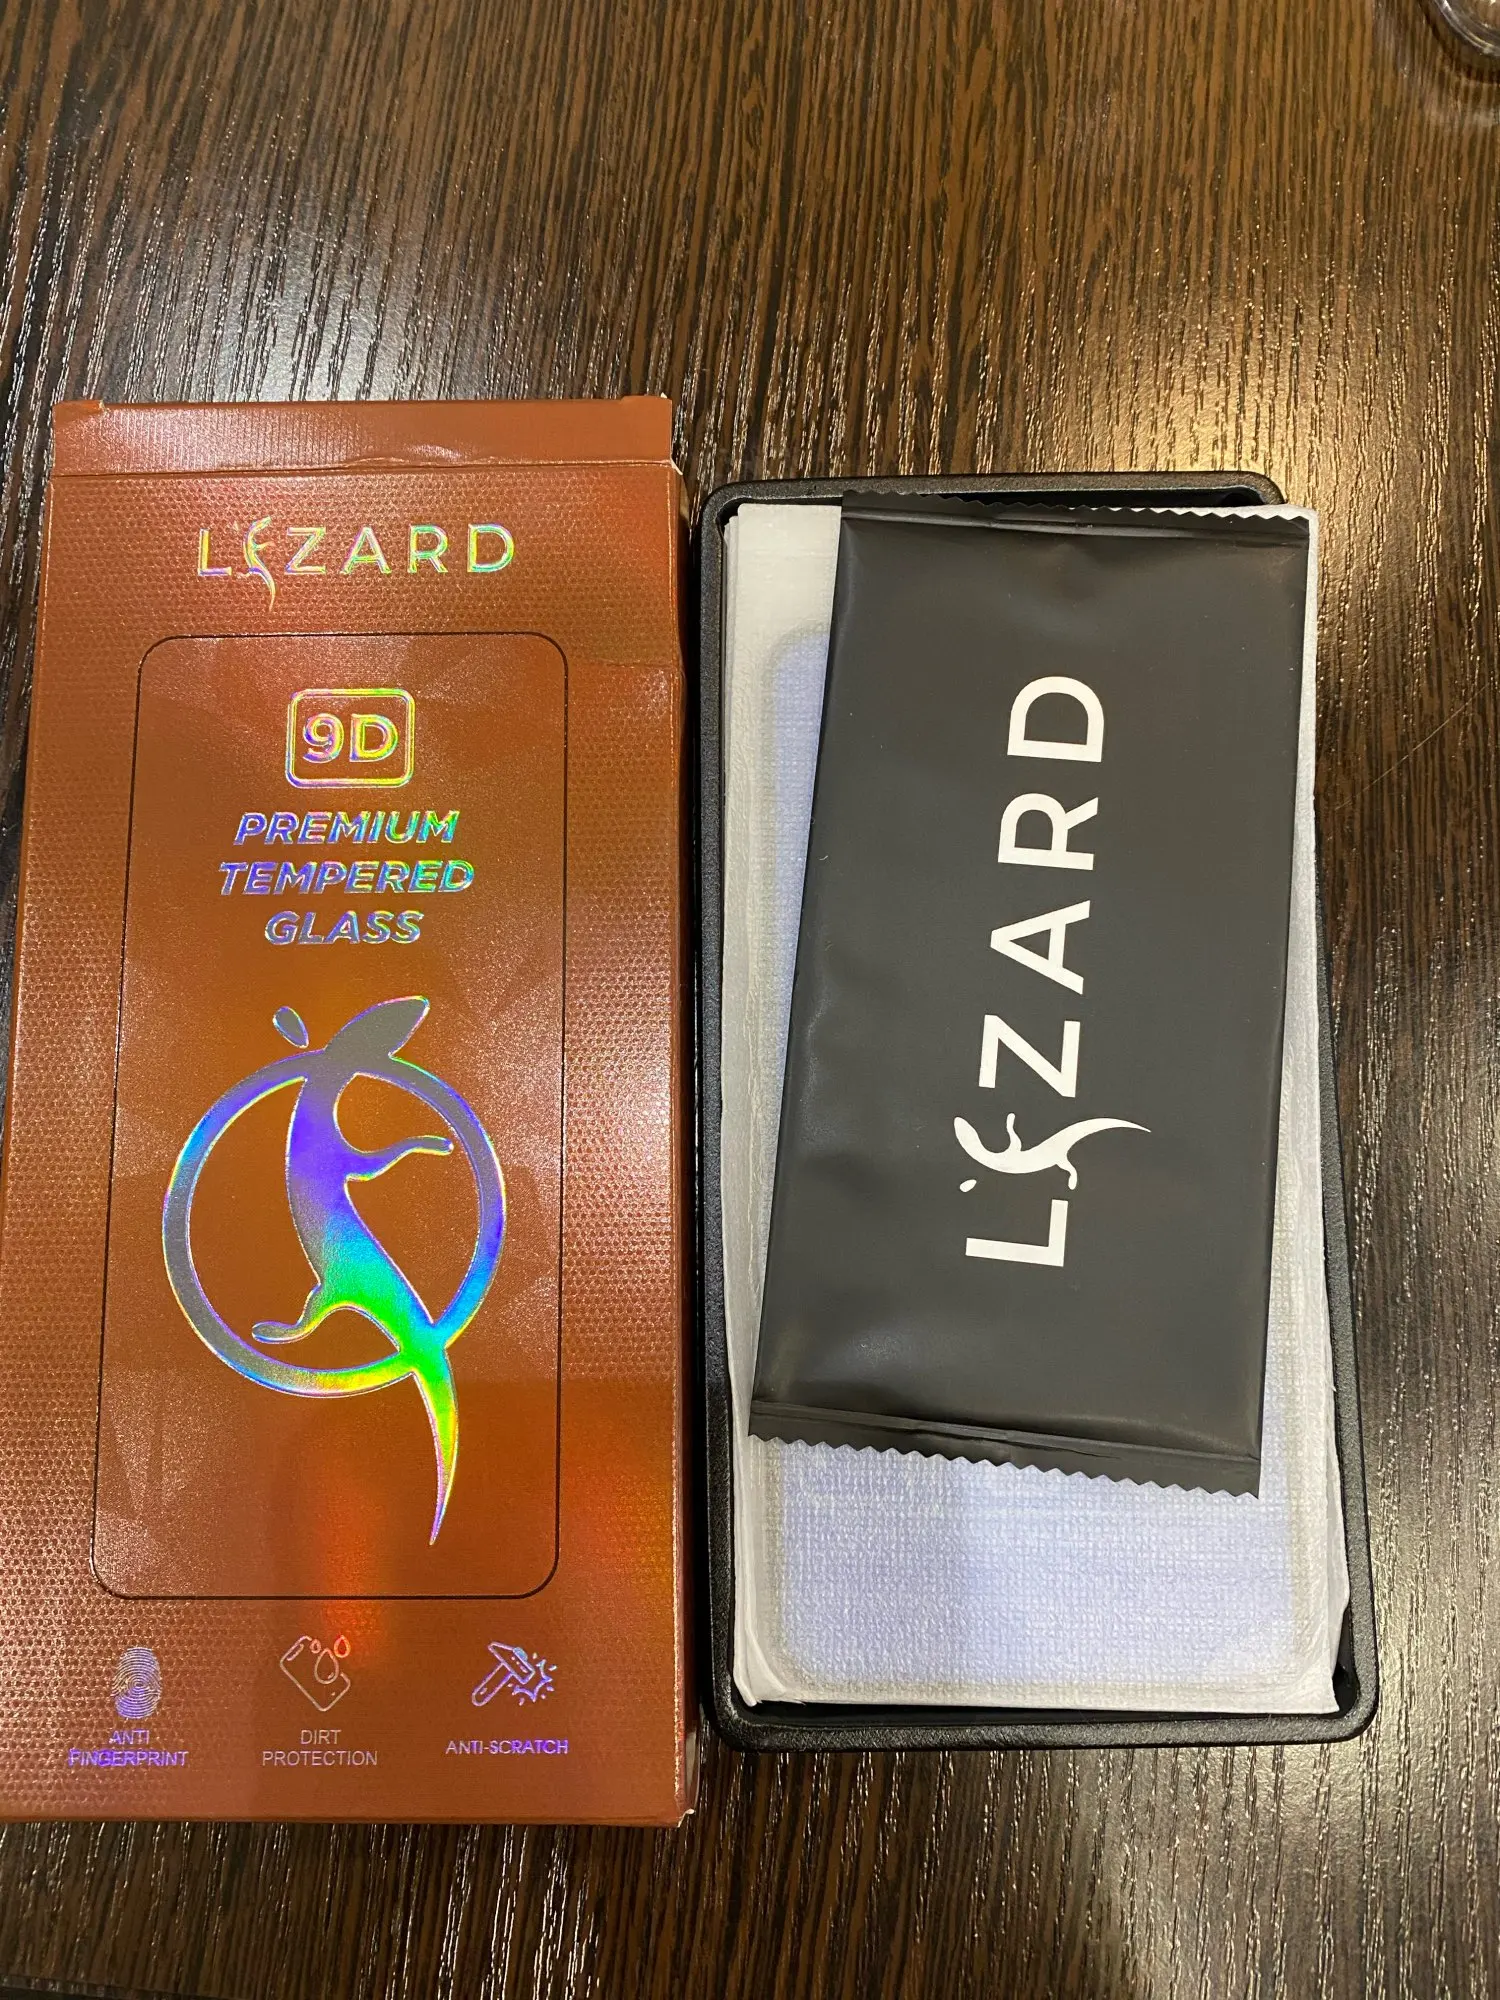 LIZARD
9D
PREMIUM
TEMPERED
GLASS
ANTI
FINGERPRINT
DIRT
PROTECTION
ANTI-SCRATCH
LIZARD